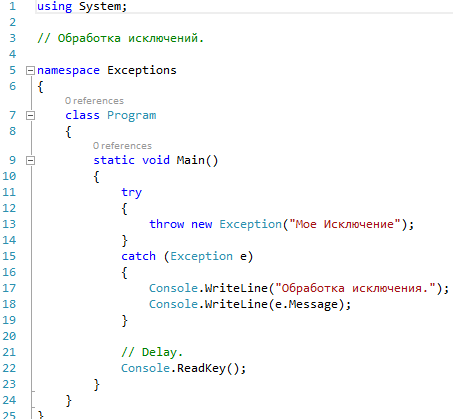 1 using System;
2
3 // Обработка исключений.
4
5 namespace Exceptions
6 {
0 references
7 class Program
8 {
0 references
9 static void Main()
10 {
11 try
12 {
13 throw new Exception("Мое Исключение");
14 }
15 catch (Exception e)
16 {
17 Console.WriteLine("Обработка исключения.");
18 Console.WriteLine(e.Message);
19 }
20
21 // Delay.
22 Console.ReadKey();
23 }
24 }
25 }